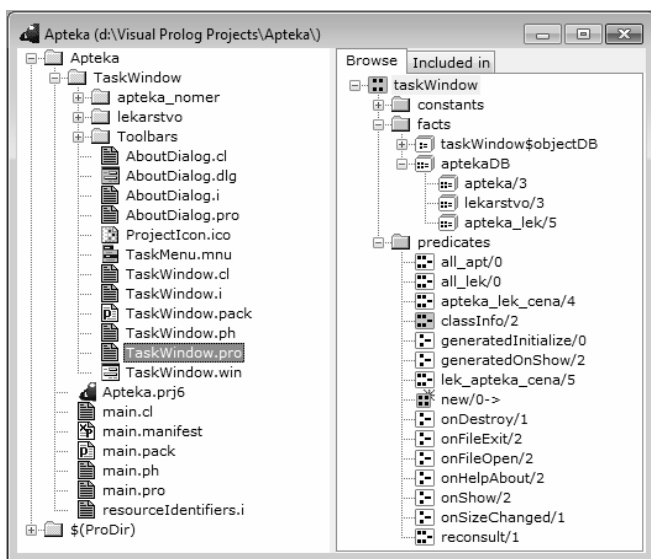 Apteka (d:\Visual Prolog Projects\Apteka\)
Apteka
TaskWindow
apteka_nomer
lekarstvo
Toolbars
AboutDialog.cl
AboutDialog.dlg
AboutDialog.i
AboutDialog.pro
ProjectIcon.ico
TaskMenu.mnu
TaskWindow.cl
TaskWindow.i
TaskWindow.pack
TaskWindow.ph
TaskWindow.pro
TaskWindow.win
Apteka.prj6
main.cl
main.manifest
main.pack
main.ph
main.pro
resourceIdentifiers.i
$(ProDir)
Browse Included in
taskWindow
constants
facts
taskWindow$objectDB
aptekaDB
apteka/3
lekarstvo/3
apteka_lek/5
predicates
all_apt/0
all_lek/0
apteka_lek_cena/4
classInfo/2
generatedInitialize/0
generatedOnShow/2
lek_apteka_cena/5
new/0->
onDestroy/1
onFileExit/2
onFileOpen/2
onHelpAbout/2
onShow/2
onSizeChanged/1
reconsult/1